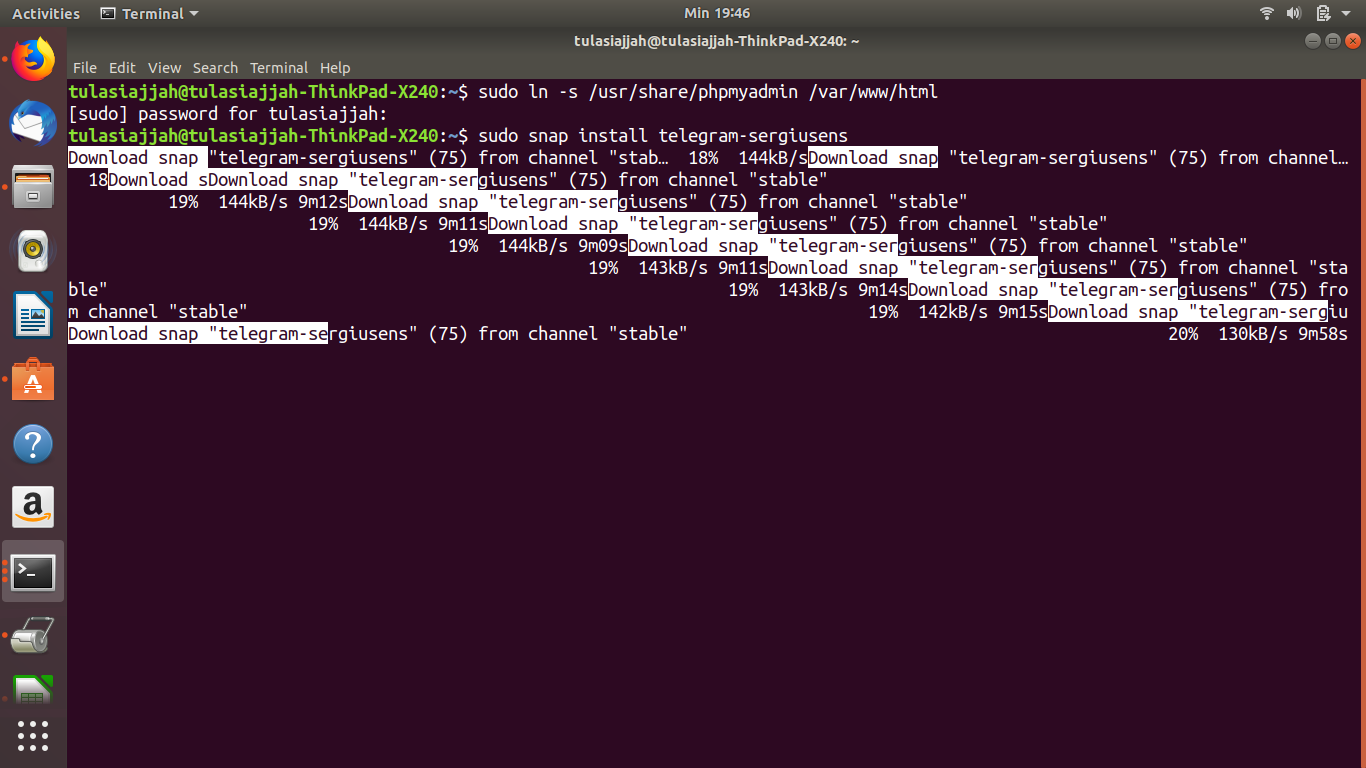 Activities Terminal Min 19:46
tulasiajjah@tulasiajjah-ThinkPad-X240: ~
File Edit View Search Terminal Help
tulasiajjah@tulasiajjah-ThinkPad-X240:~$ sudo ln -s /usr/share/phpmyadmin /var/www/html
[sudo] password for tulasiajjah:
tulasiajjah@tulasiajjah-ThinkPad-X240:~$ sudo snap install telegram-sergiusens
Download snap "telegram-sergiusens" (75) from channel "stab… 18% 144kB/sDownload snap "telegram-sergiusens" (75) from channel…
18Download sDownload snap "telegram-sergiusens" (75) from channel "stable"
19% 144kB/s 9m12sDownload snap "telegram-sergiusens" (75) from channel "stable"
19% 144kB/s 9m11sDownload snap "telegram-sergiusens" (75) from channel "stable"
19% 144kB/s 9m09sDownload snap "telegram-sergiusens" (75) from channel "stable"
19% 143kB/s 9m11sDownload snap "telegram-sergiusens" (75) from channel "sta
ble" 19% 143kB/s 9m14sDownload snap "telegram-sergiusens" (75) fro
m channel "stable" 19% 142kB/s 9m15sDownload snap "telegram-sergiu
Download snap "telegram-sergiusens" (75) from channel "stable" 20% 130kB/s 9m58s